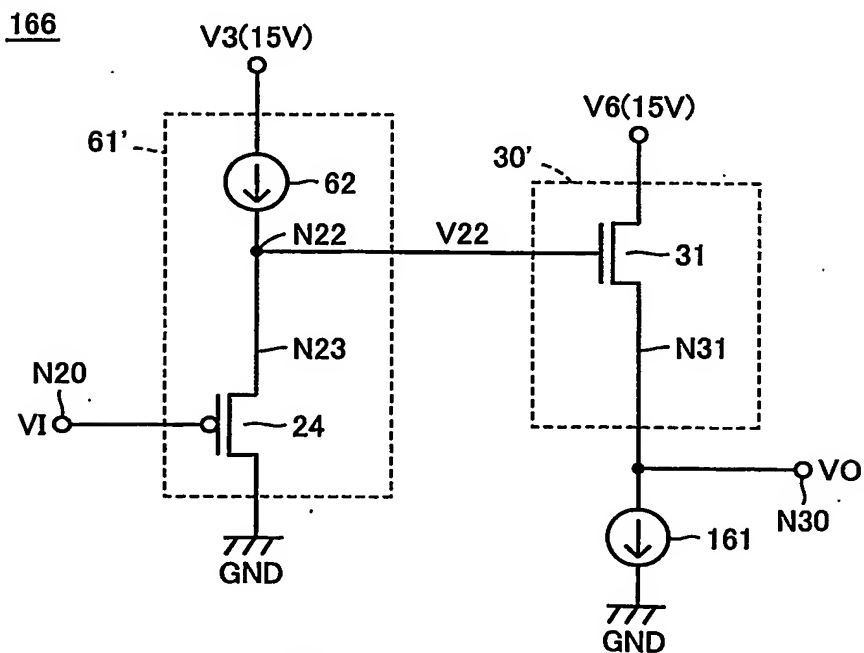 166
V3(15V)
V6(15V)
61'
30'
62
N22
V22
31
N23
N31
N20
VI
24
VO
N30
161
GND
GND